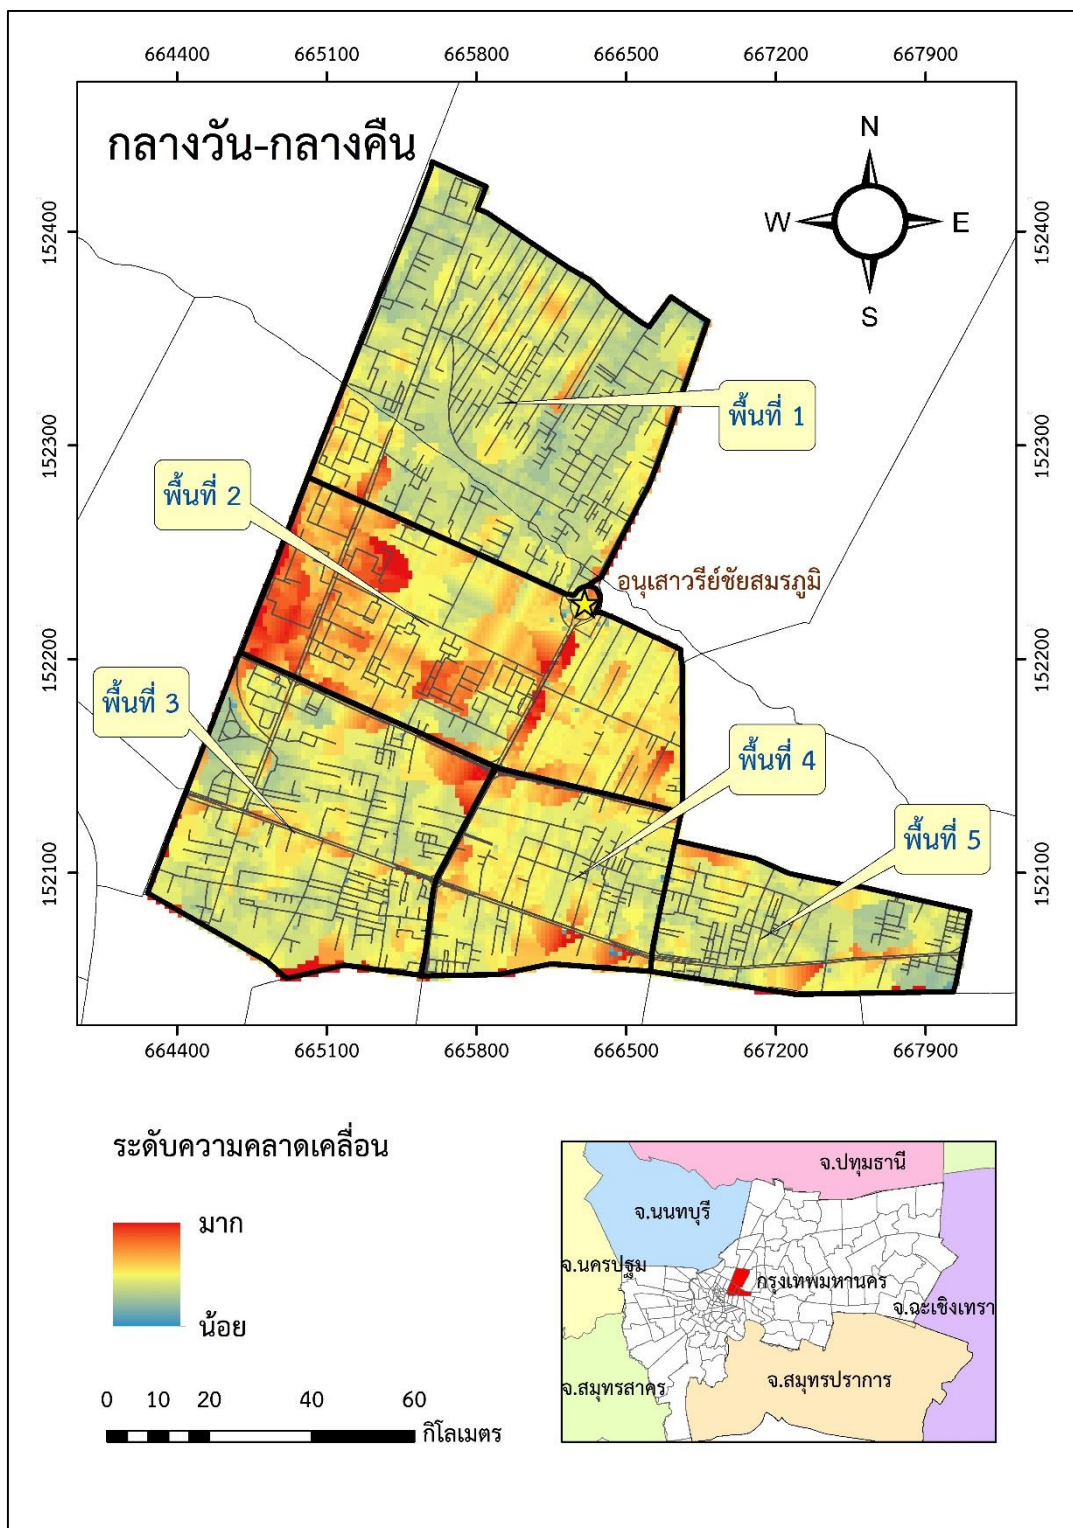 664400 665100 665800 666500 667200 667900
กลางวัน-กลางคืน
N
W E
S
152400 152400
พื้นที่ 1
152300 152300
พื้นที่ 2
อนุเสาวรีย์ชัยสมรภูมิ
152200 152200
พื้นที่ 3
พื้นที่ 4
พื้นที่ 5
152100 152100
664400 665100 665800 666500 667200 667900
ระดับความคลาดเคลื่อน
มาก
น้อย
0 10 20 40 60
กิโลเมตร
จ.ปทุมธานี
จ.นนทบุรี
จ.นครปฐม
กรุงเทพมหานคร
จ.ฉะเชิงเทรา
จ.สมุทรปราการ
จ.สมุทรสาคร